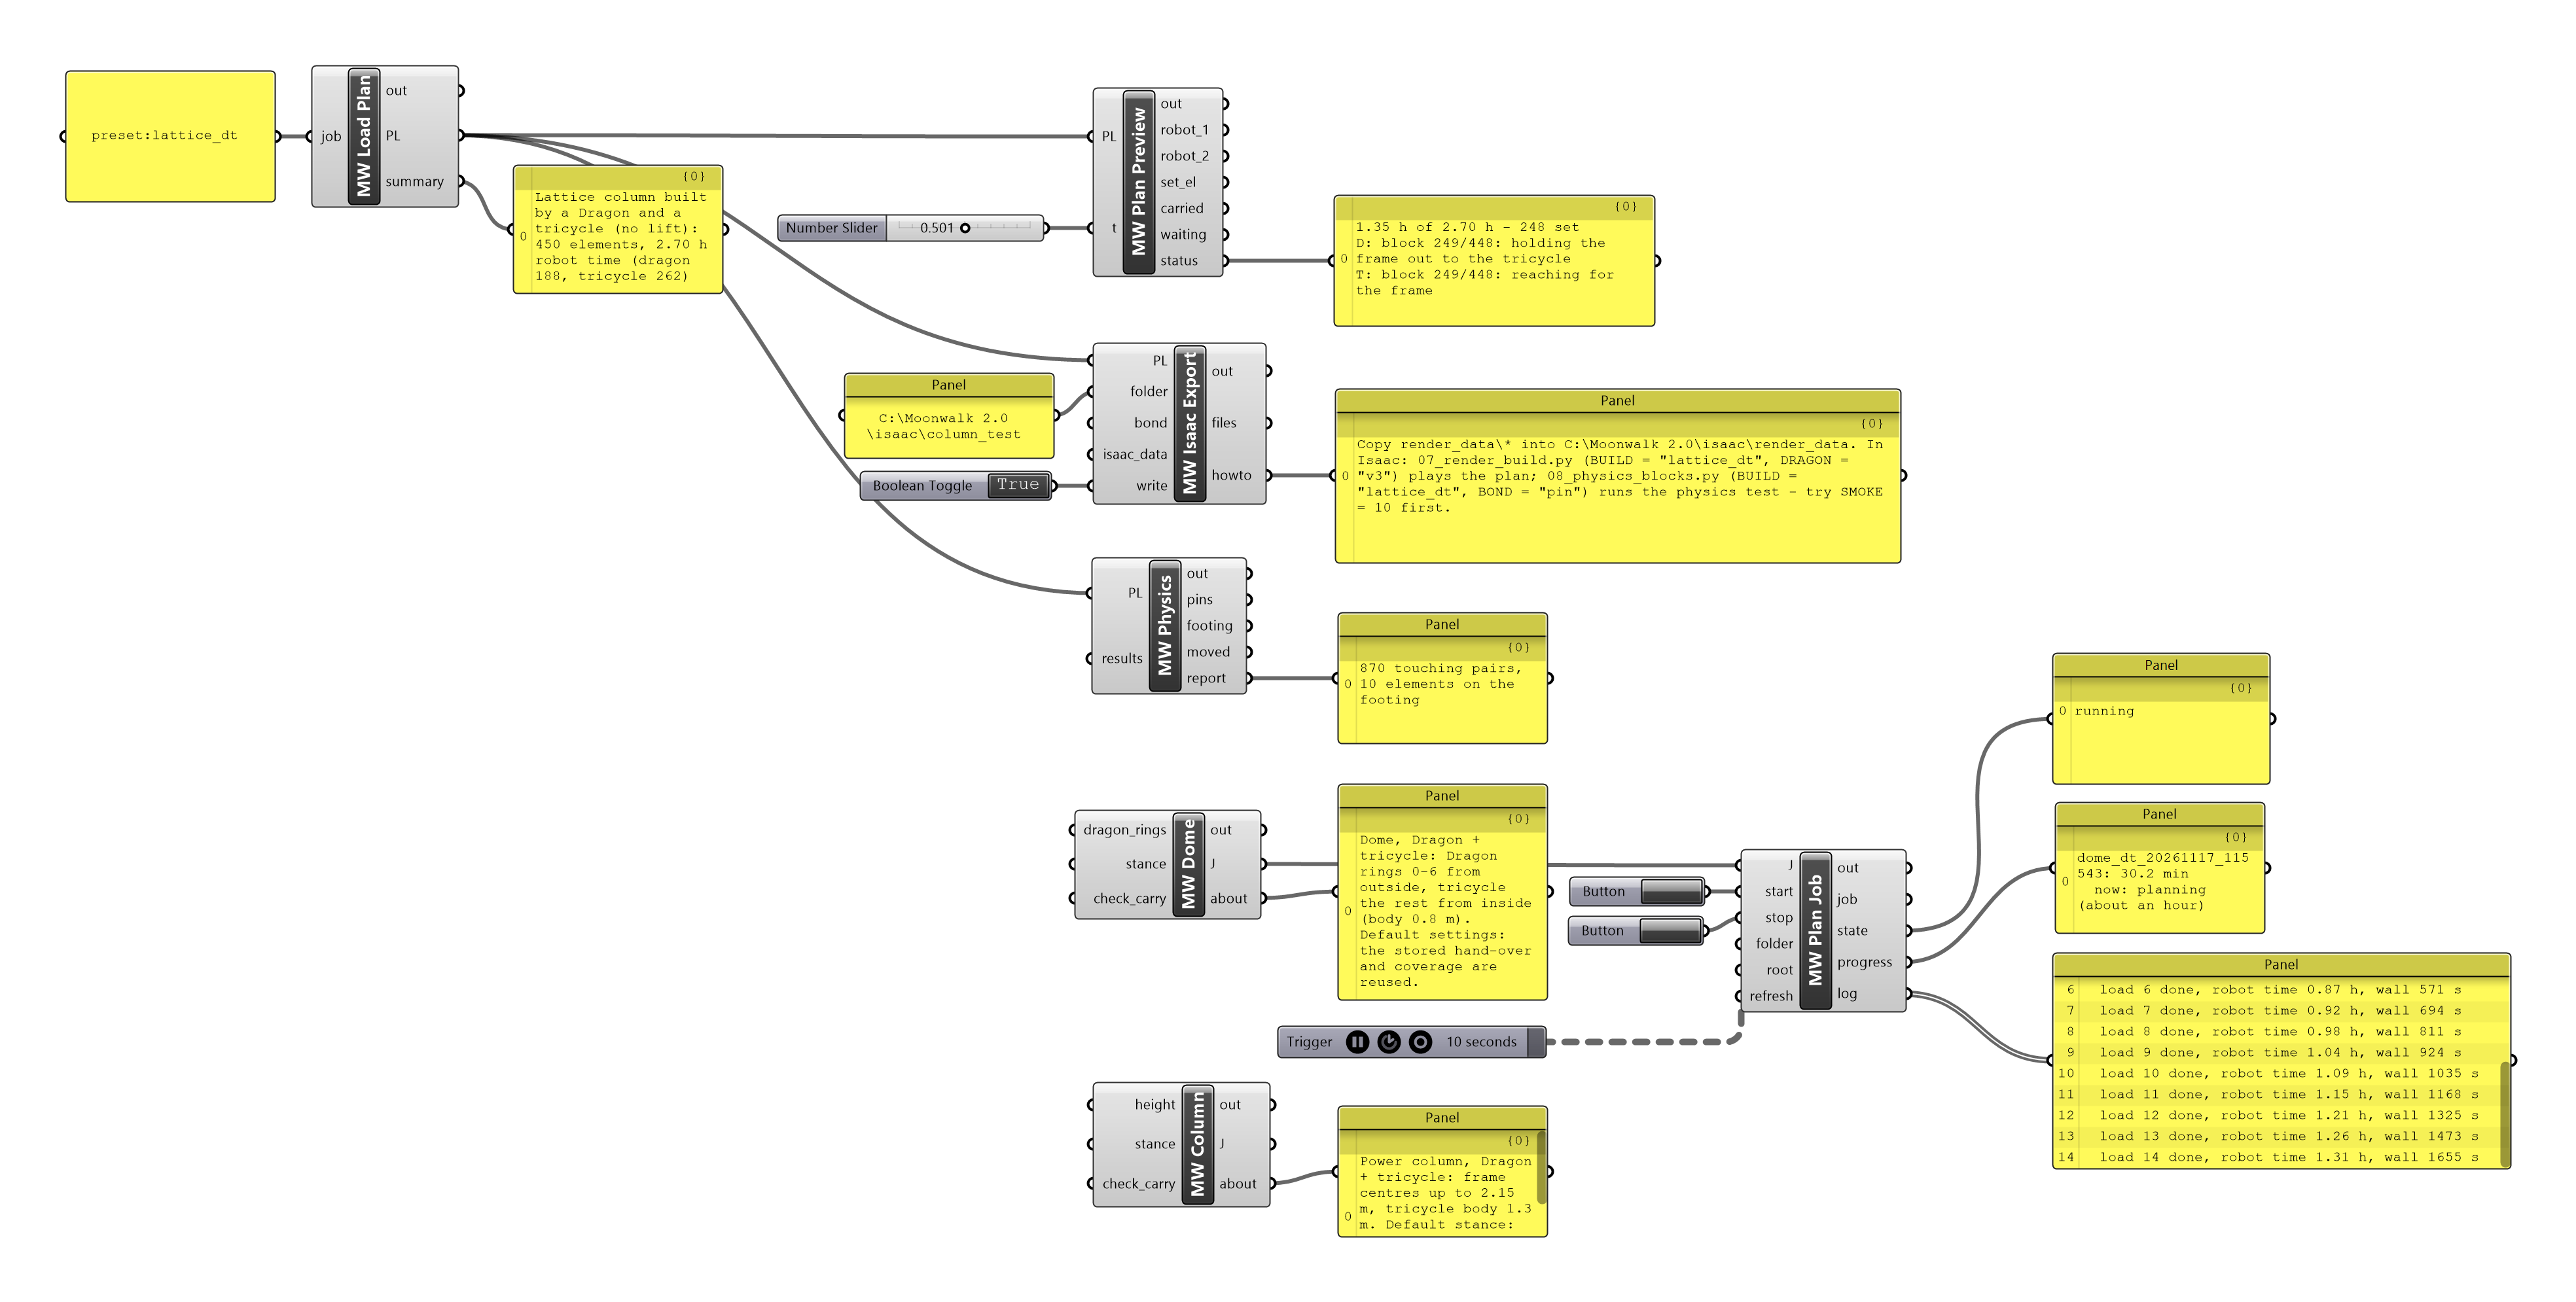 preset:lattice_dt
job
MW Load Plan
out
PL
summary
{0}
0
Lattice column built
by a Dragon and a
tricycle (no lift):
450 elements, 2.70 h
robot time (dragon
188, tricycle 262)
Number Slider
0.501
PL
t
MW Plan Preview
out
robot_1
robot_2
set_el
carried
waiting
status
{0}
0
1.35 h of 2.70 h - 248 set
D: block 249/448: holding the
frame out to the tricycle
T: block 249/448: reaching for
the frame
Panel
C:\Moonwalk 2.0
\isaac\column_test
Boolean Toggle
True
PL
folder
bond
isaac_data
write
MW Isaac Export
out
files
howto
Panel
{0}
0
Copy render_data\* into C:\Moonwalk 2.0\isaac\render_data. In
Isaac: 07_render_build.py (BUILD = "lattice_dt", DRAGON =
"v3") plays the plan; 08_physics_blocks.py (BUILD =
"lattice_dt", BOND = "pin") runs the physics test - try SMOKE
= 10 first.
PL
results
MW Physics
out
pins
footing
moved
report
Panel
{0}
0
870 touching pairs,
10 elements on the
footing
dragon_rings
stance
check_carry
MW Dome
out
J
about
Panel
{0}
0
Dome, Dragon +
tricycle: Dragon
rings 0-6 from
outside, tricycle
the rest from inside
(body 0.8 m).
Default settings:
the stored hand-over
and coverage are
reused.
Button
Button
Trigger
10 seconds
J
start
stop
folder
root
refresh
MW Plan Job
out
job
state
progress
log
Panel
{0}
0
running
Panel
{0}
0
dome_dt_20261117_115
543: 30.2 min
now: planning
(about an hour)
Panel
6 load 6 done, robot time 0.87 h, wall 571 s
7 load 7 done, robot time 0.92 h, wall 694 s
8 load 8 done, robot time 0.98 h, wall 811 s
9 load 9 done, robot time 1.04 h, wall 924 s
10 load 10 done, robot time 1.09 h, wall 1035 s
11 load 11 done, robot time 1.15 h, wall 1168 s
12 load 12 done, robot time 1.21 h, wall 1325 s
13 load 13 done, robot time 1.26 h, wall 1473 s
14 load 14 done, robot time 1.31 h, wall 1655 s
height
stance
check_carry
MW Column
out
J
about
Panel
{0}
0
Power column, Dragon
+ tricycle: frame
centres up to 2.15
m, tricycle body 1.3
m. Default stance: